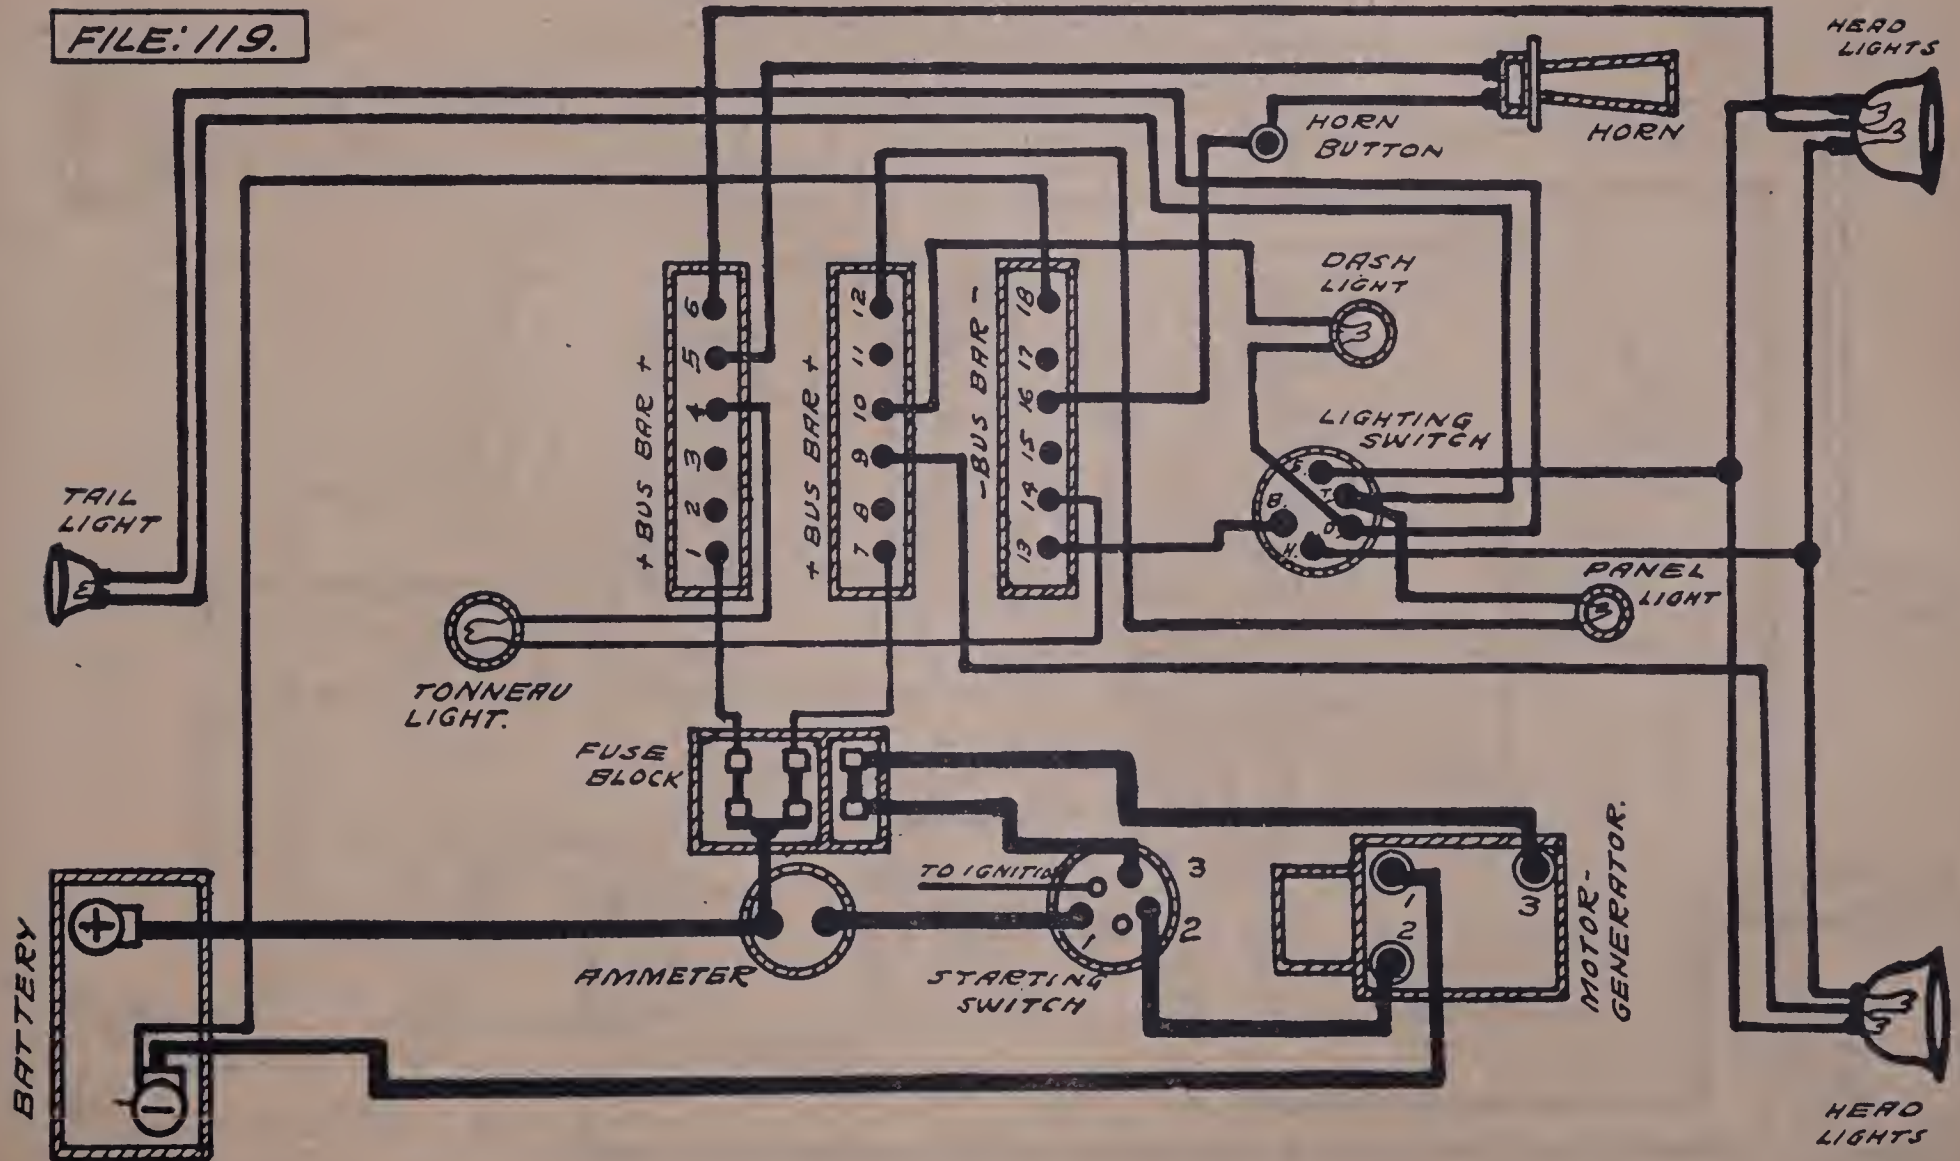 FILE: 119.
HEAD
LIGHTS
HORN
HORN
BUTTON
DASH
LIGHT
LIGHTING
SWITCH
S.
T.
B.
D.
H.
PANEL
LIGHT
TAIL
LIGHT
+ BUS BAR +
6
5
4
3
2
1
+ BUS BAR +
12
11
10
9
8
7
- BUS BAR -
18
17
16
15
14
13
TONNEAU
LIGHT.
FUSE
BLOCK
TO IGNITION
3
2
1
AMMETER
STARTING
SWITCH
1
2
3
MOTOR-
GENERATOR.
BATTERY
+
-
HEAD
LIGHTS